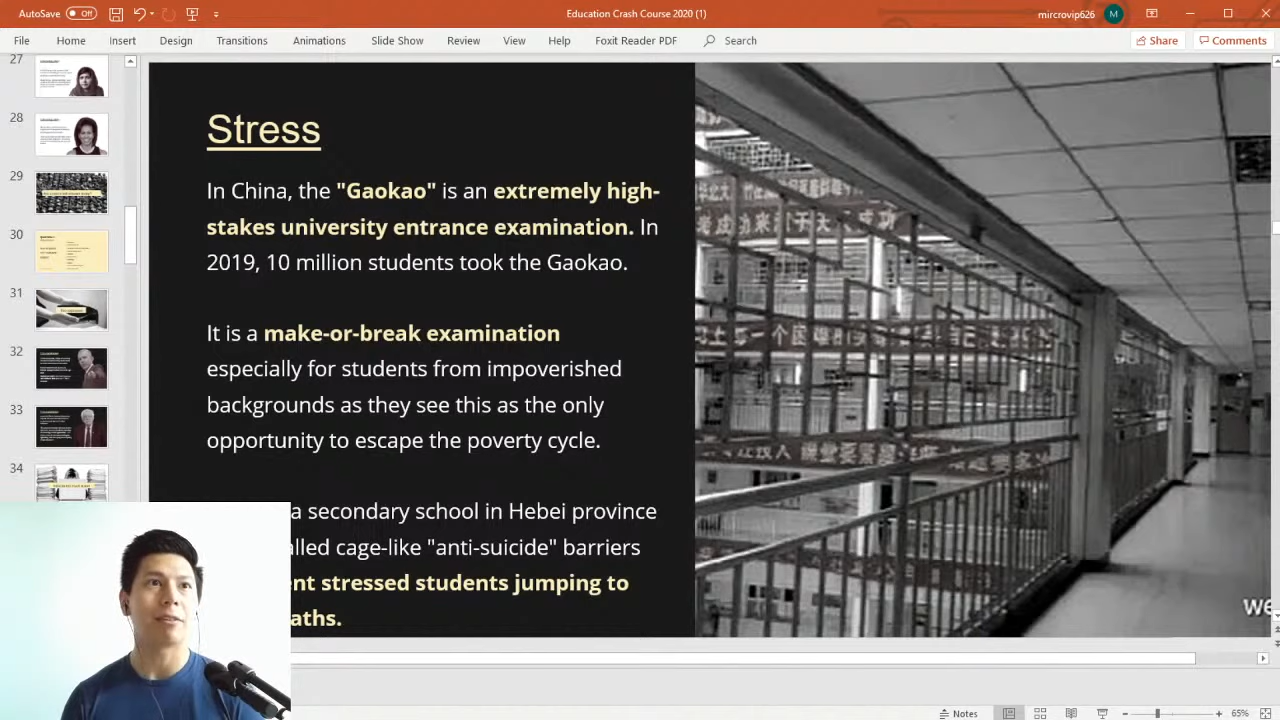 AutoSave Off
Education Crash Course 2020 (1)
mircrovip626
M
File Home Insert Design Transitions Animations Slide Show Review View Help Foxit Reader PDF Search
Share Comments
27
28
29
30
31
32
33
34
Stress
In China, the "Gaokao" is an extremely high-
stakes university entrance examination. In
2019, 10 million students took the Gaokao.
It is a make-or-break examination
especially for students from impoverished
backgrounds as they see this as the only
opportunity to escape the poverty cycle.
a secondary school in Hebei province
alled cage-like "anti-suicide" barriers
ent stressed students jumping to
aths.
we
Notes
65%